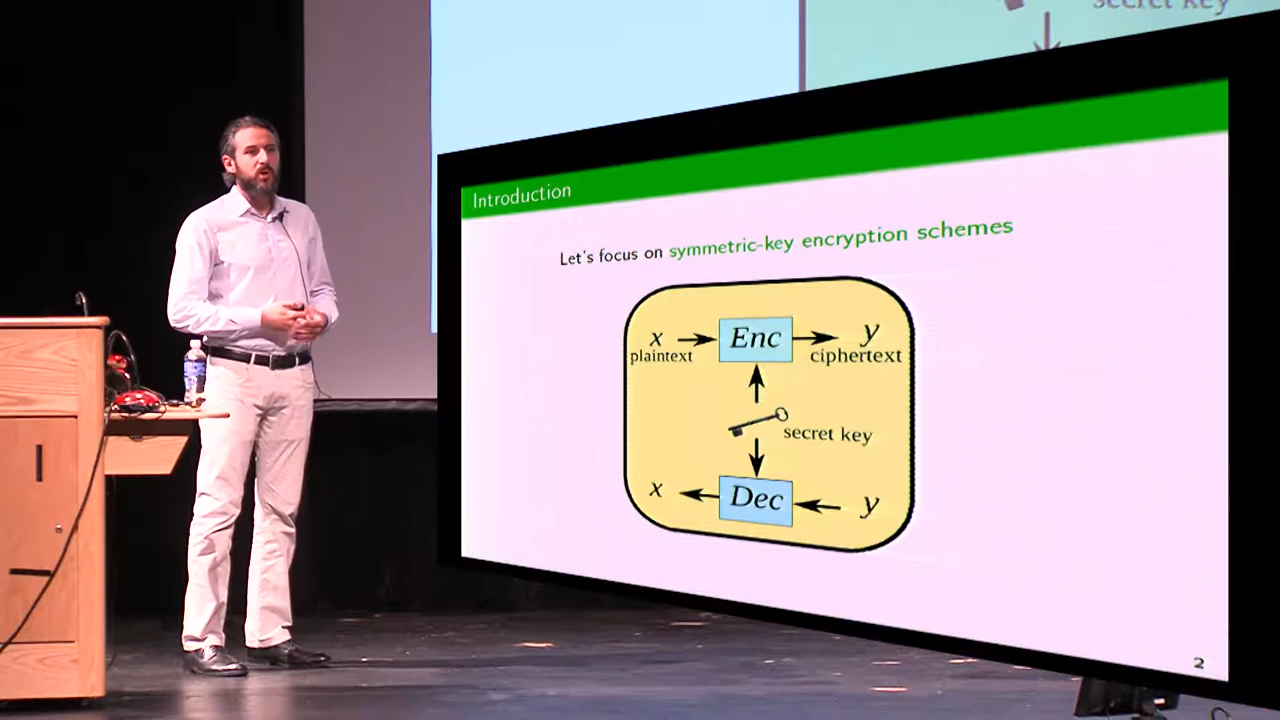 secret key
Introduction
Let's focus on symmetric-key encryption schemes
x Enc y
plaintext ciphertext
secret key
x Dec y
2